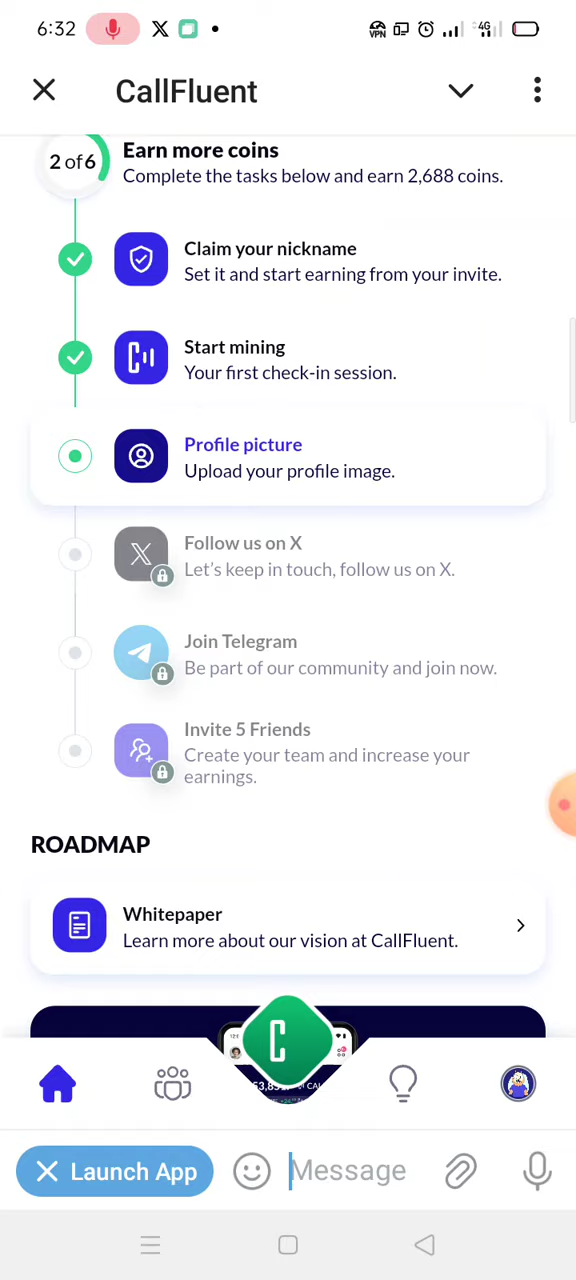 6:32
VPN
4G
CallFluent
2 of 6
Earn more coins
Complete the tasks below and earn 2,688 coins.
Claim your nickname
Set it and start earning from your invite.
Start mining
Your first check-in session.
Profile picture
Upload your profile image.
Follow us on X
Let's keep in touch, follow us on X.
Join Telegram
Be part of our community and join now.
Invite 5 Friends
Create your team and increase your
earnings.
ROADMAP
Whitepaper
Learn more about our vision at CallFluent.
Launch App
Message